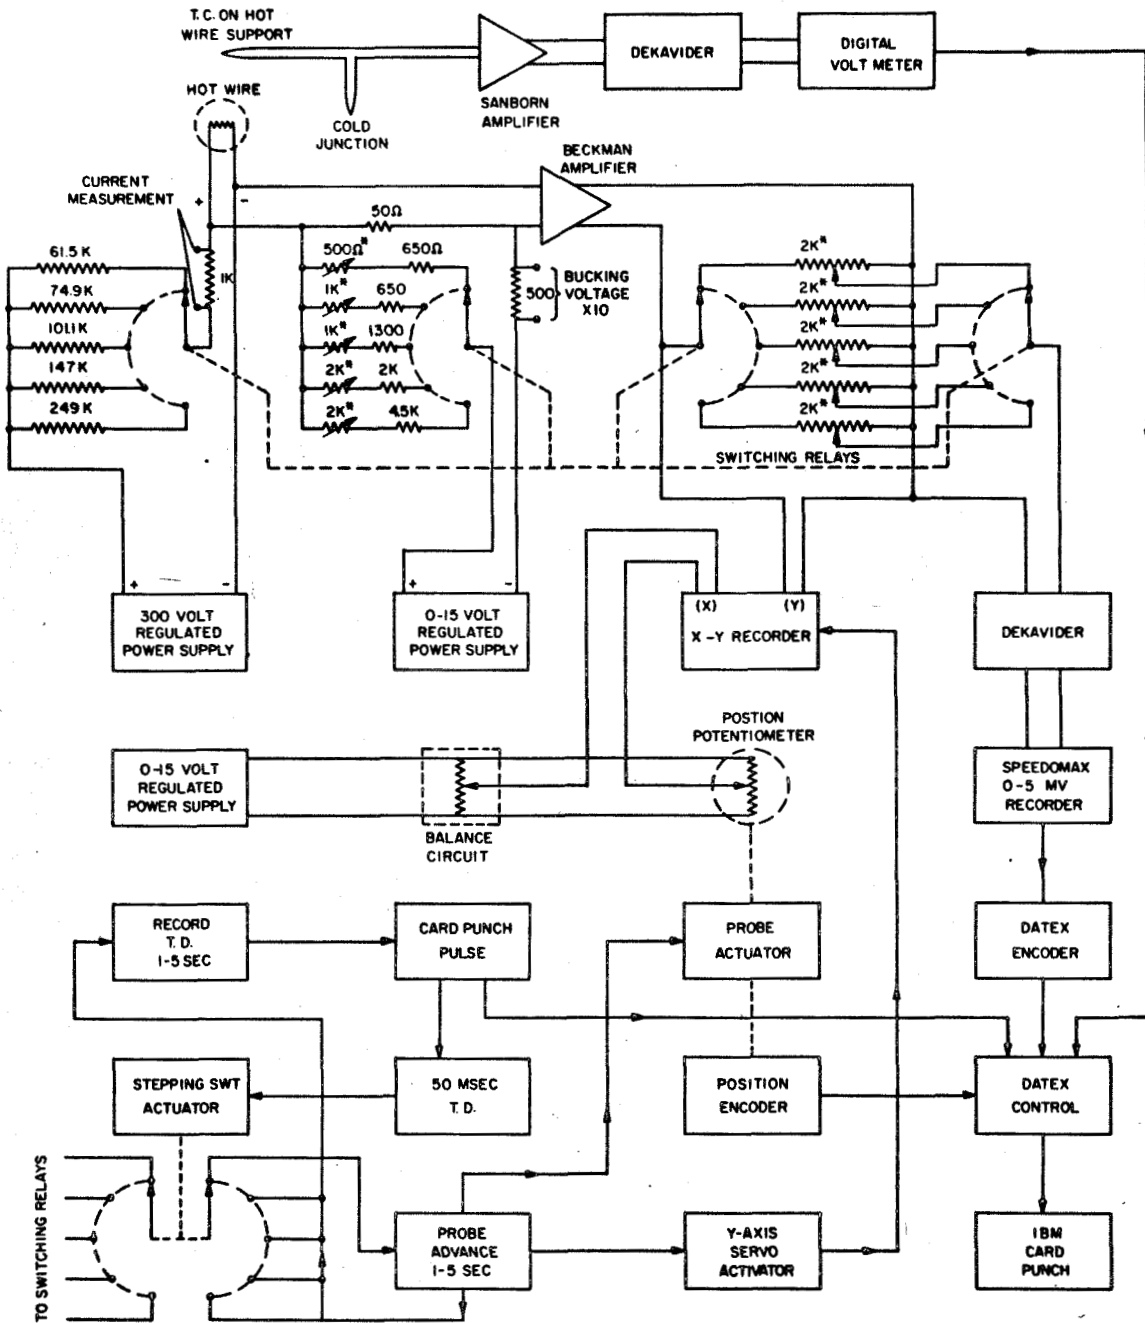 T.C. ON HOT
WIRE SUPPORT
DEKAVIDER
DIGITAL
VOLT METER
HOT WIRE
SANBORN
AMPLIFIER
COLD
JUNCTION
BECKMAN
AMPLIFIER
CURRENT
MEASUREMENT
+
-
50Ω
61.5 K
74.9K
101.1 K
147 K
249 K
1K
500Ω*
650Ω
1K*
650
1K*
1300
2K*
2K
2K*
4.5K
500
BUCKING
VOLTAGE
X10
2K*
2K*
2K*
2K*
2K*
SWITCHING RELAYS
+
-
300 VOLT
REGULATED
POWER SUPPLY
+
-
0-15 VOLT
REGULATED
POWER SUPPLY
(X)
(Y)
X-Y RECORDER
DEKAVIDER
POSTION
POTENTIOMETER
0-15 VOLT
REGULATED
POWER SUPPLY
BALANCE
CIRCUIT
SPEEDOMAX
0-5 MV
RECORDER
RECORD
T. D.
1-5 SEC
CARD PUNCH
PULSE
PROBE
ACTUATOR
DATEX
ENCODER
STEPPING SWT
ACTUATOR
50 MSEC
T. D.
POSITION
ENCODER
DATEX
CONTROL
TO SWITCHING RELAYS
PROBE
ADVANCE
1-5 SEC
Y-AXIS
SERVO
ACTIVATOR
IBM
CARD
PUNCH